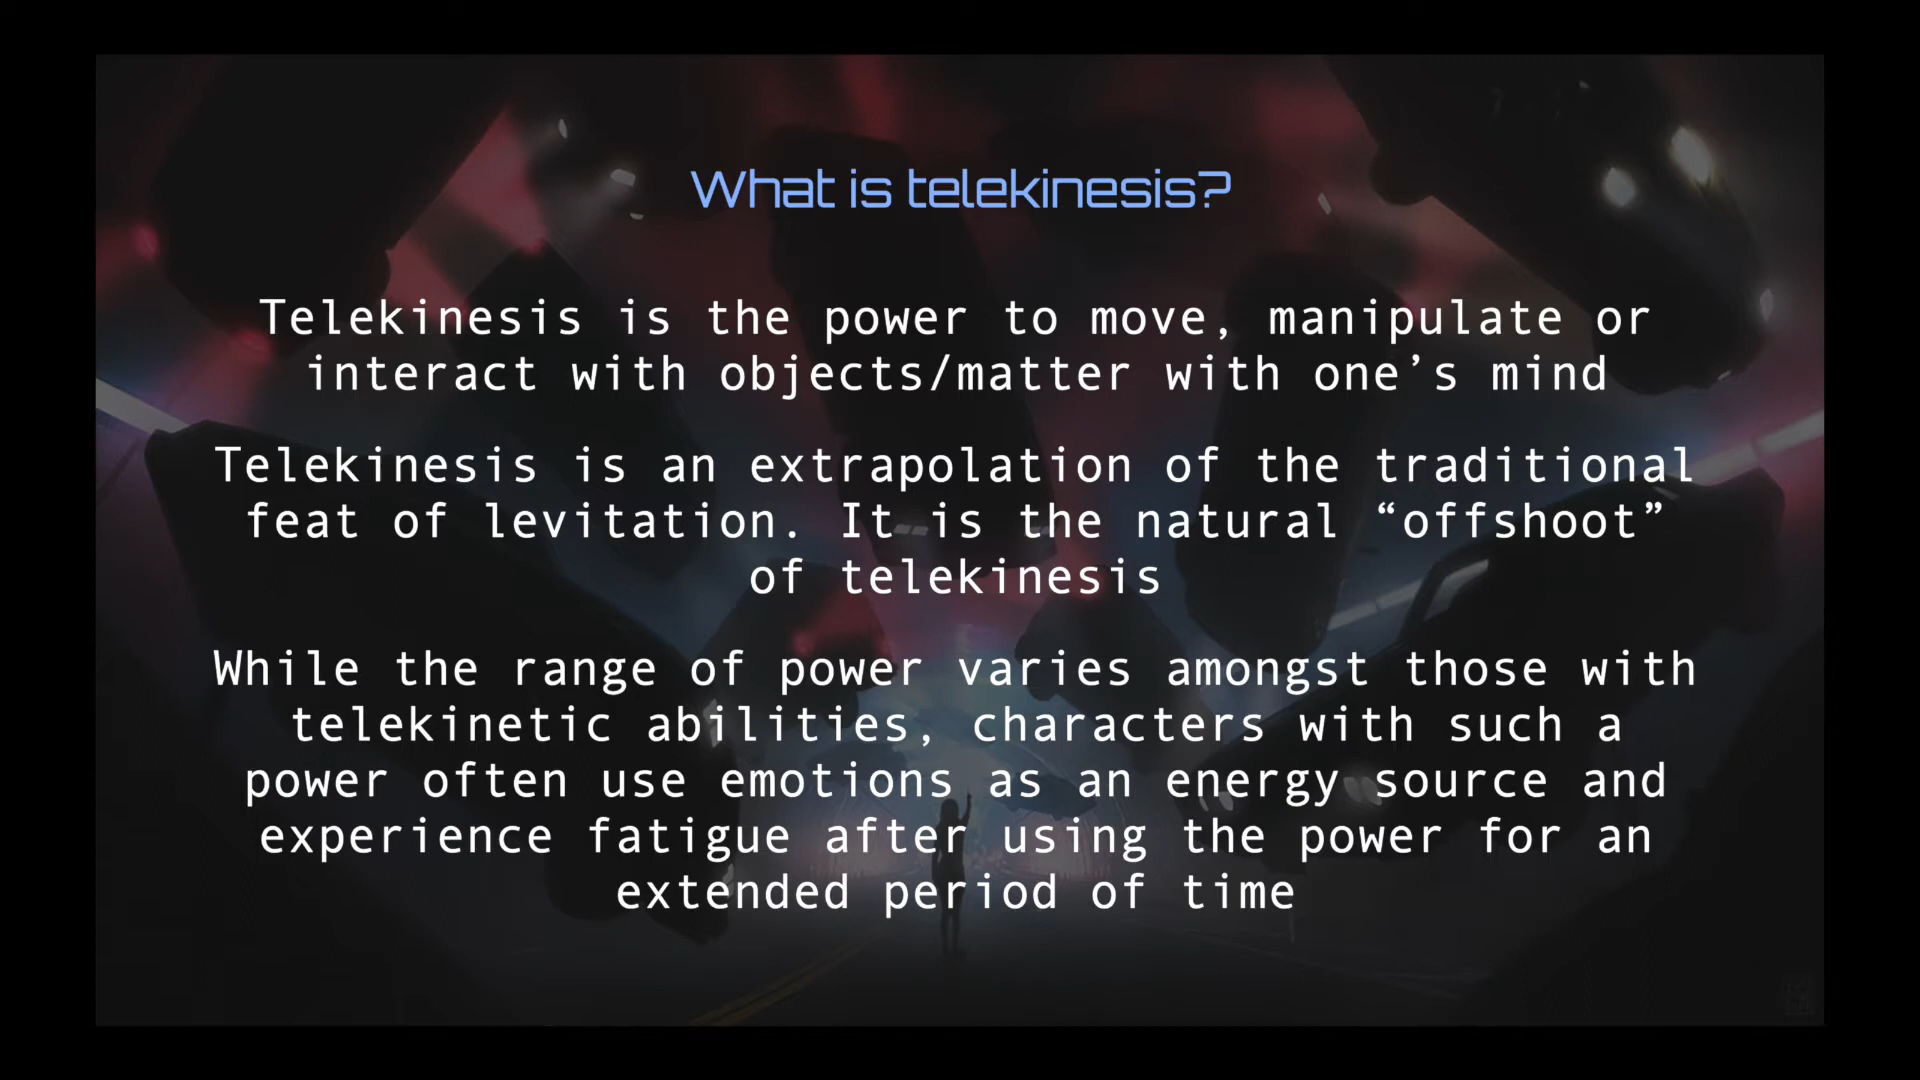 What is telekinesis?
Telekinesis is the power to move, manipulate or
interact with objects/matter with one’s mind
Telekinesis is an extrapolation of the traditional
feat of levitation. It is the natural “offshoot”
of telekinesis
While the range of power varies amongst those with
telekinetic abilities, characters with such a
power often use emotions as an energy source and
experience fatigue after using the power for an
extended period of time